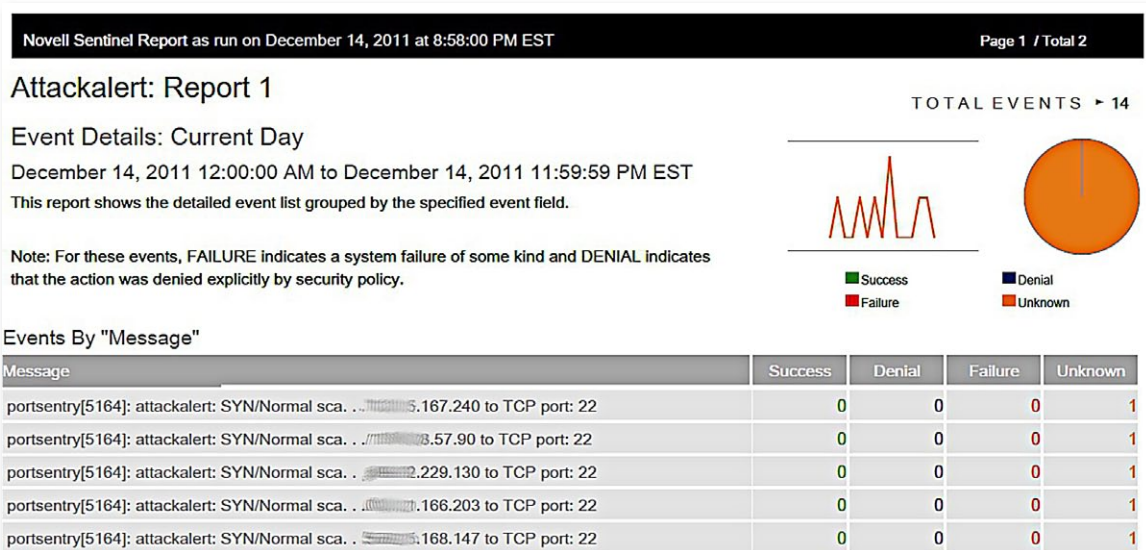 Novell Sentinel Report as run on December 14, 2011 at 8:58:00 PM EST Page 1 / Total 2
Attackalert: Report 1
TOTAL EVENTS ► 14
Event Details: Current Day
December 14, 2011 12:00:00 AM to December 14, 2011 11:59:59 PM EST
This report shows the detailed event list grouped by the specified event field.
Note: For these events, FAILURE indicates a system failure of some kind and DENIAL indicates
that the action was denied explicitly by security policy.
Success Denial
Failure Unknown
Events By "Message"
Message Success Denial Failure Unknown
portsentry[5164]: attackalert: SYN/Normal sca. . .167.240 to TCP port: 22 0 0 0 1
portsentry[5164]: attackalert: SYN/Normal sca. . .57.90 to TCP port: 22 0 0 0 1
portsentry[5164]: attackalert: SYN/Normal sca. . .229.130 to TCP port: 22 0 0 0 1
portsentry[5164]: attackalert: SYN/Normal sca. . .166.203 to TCP port: 22 0 0 0 1
portsentry[5164]: attackalert: SYN/Normal sca. . .168.147 to TCP port: 22 0 0 0 1